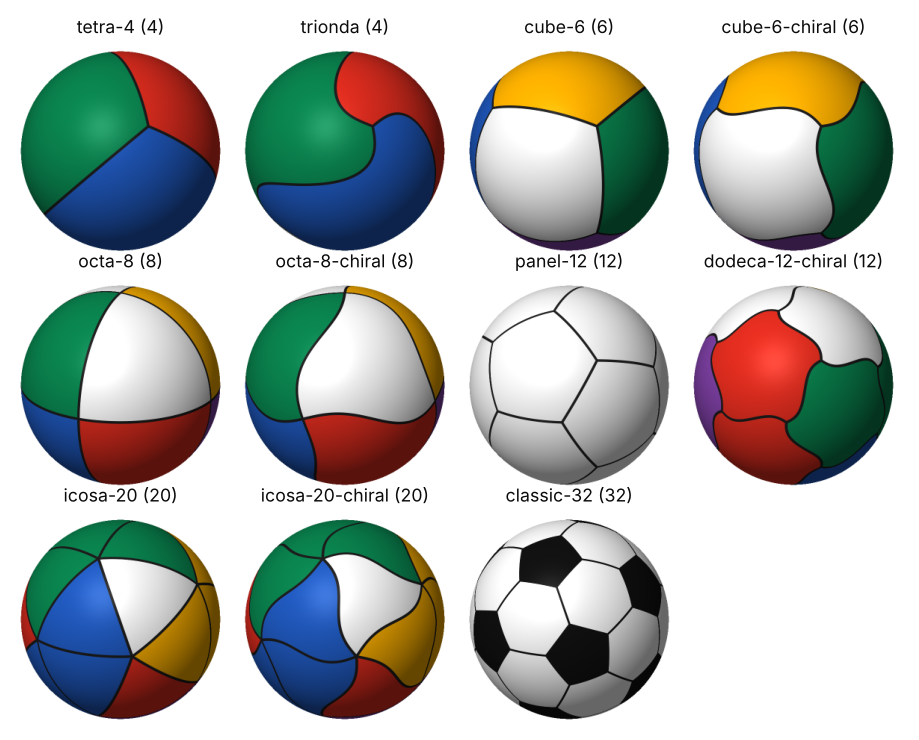 tetra-4 (4)
trionda (4)
cube-6 (6)
cube-6-chiral (6)
octa-8 (8)
octa-8-chiral (8)
panel-12 (12)
dodeca-12-chiral (12)
icosa-20 (20)
icosa-20-chiral (20)
classic-32 (32)